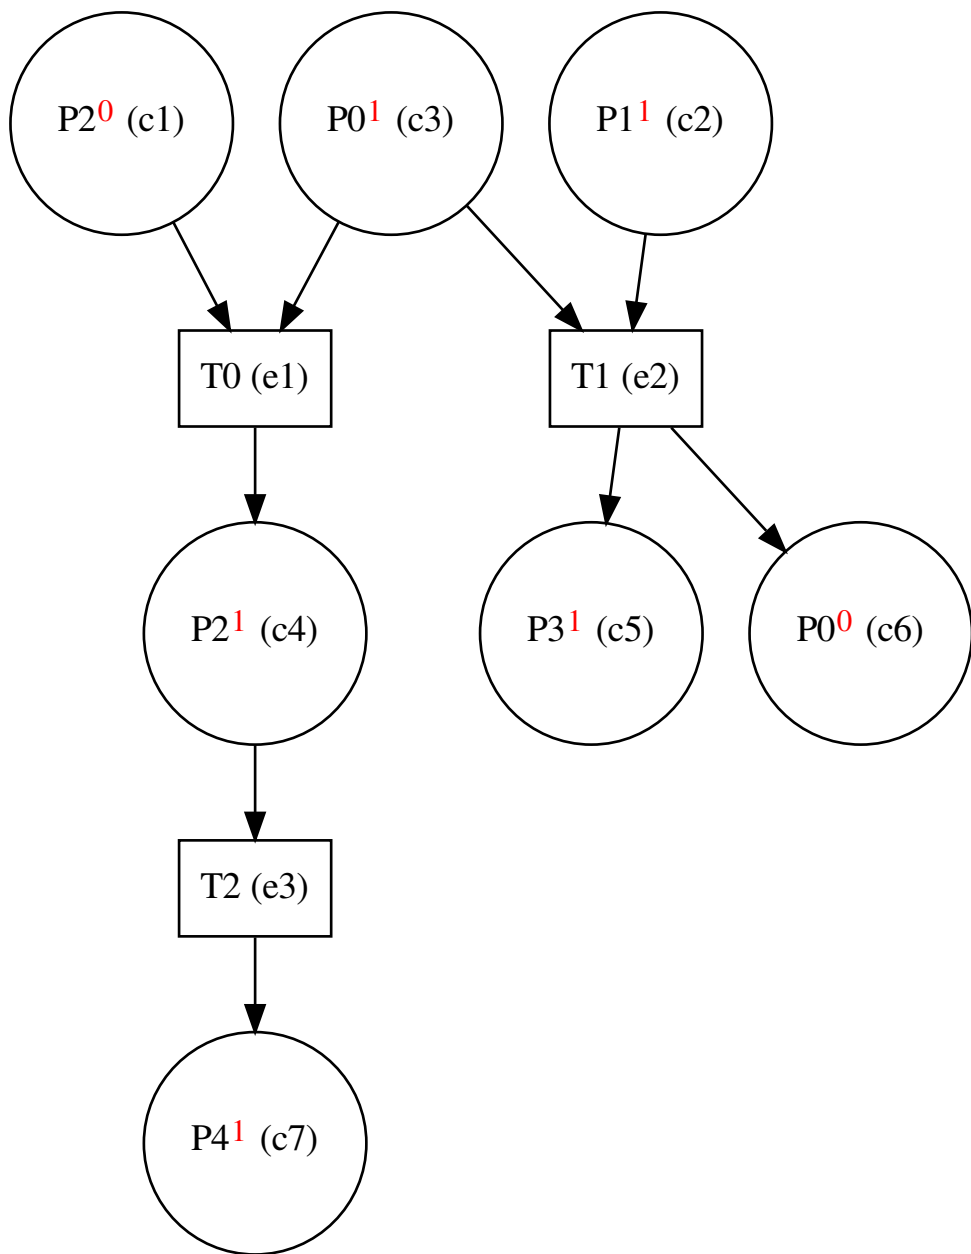 P2⁰ (c1)
P0¹ (c3)
P1¹ (c2)
T0 (e1)
T1 (e2)
P2¹ (c4)
P3¹ (c5)
P0⁰ (c6)
T2 (e3)
P4¹ (c7)